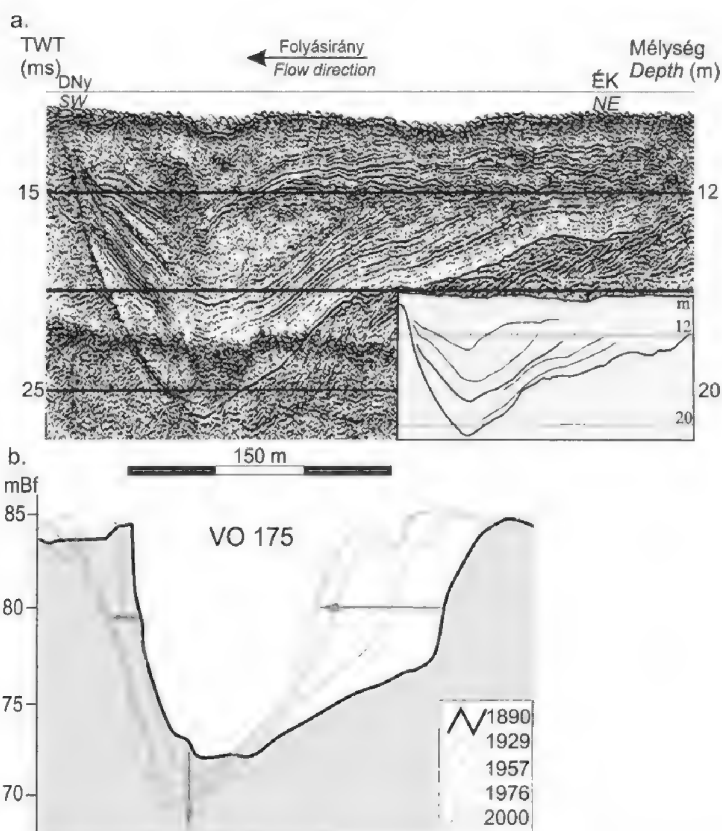 a.
TWT
(ms)
Folyásirány
Flow direction
Mélység
Depth (m)
DNy
SW
ÉK
NE
15
12
m
12
25
20
20
b.
150 m
mBf
85
VO 175
80
75
1890
1929
1957
1976
2000
70